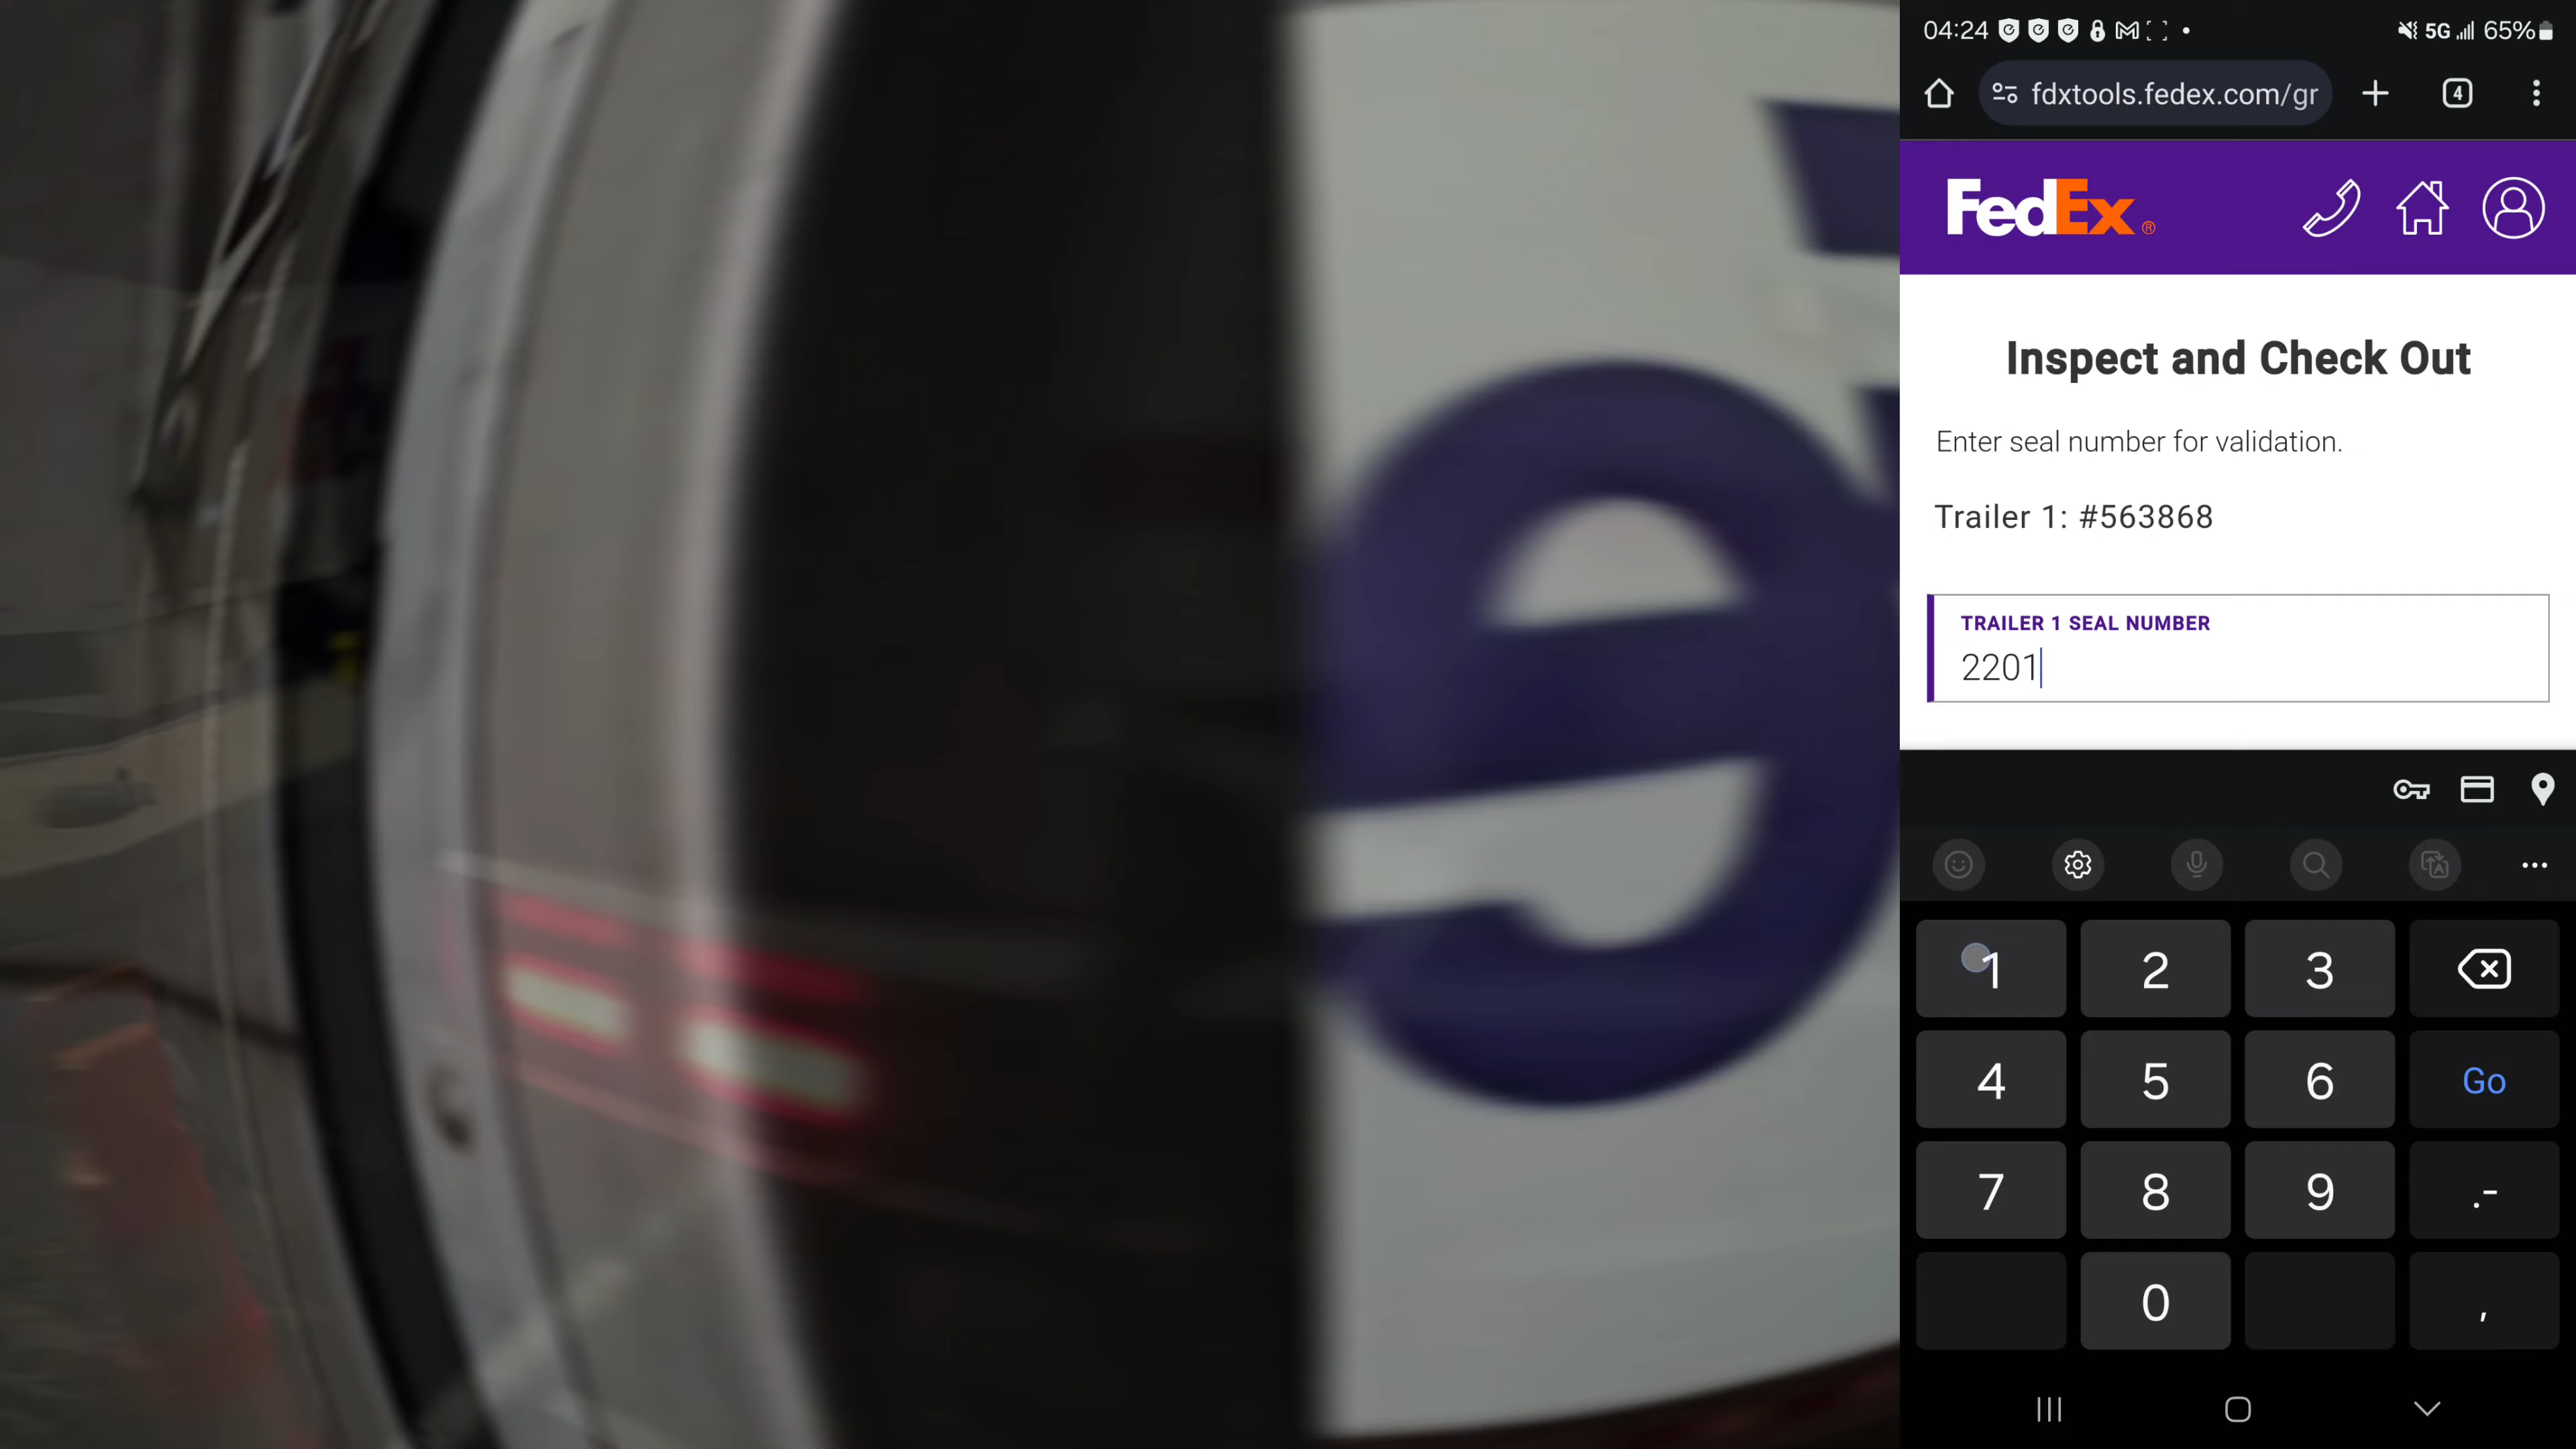 e
04:24 5G 65%
fdxtools.fedex.com/gr 4
FedEx®
Inspect and Check Out
Enter seal number for validation.
Trailer 1: #563868
TRAILER 1 SEAL NUMBER
2201
1 2 3
4 5 6 Go
7 8 9 .-
0 ,